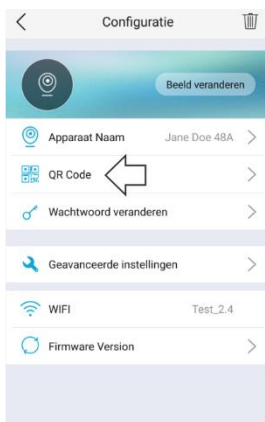 Configuratie
Beeld veranderen
Apparaat Naam Jane Doe 48A
QR Code
Wachtwoord veranderen
Geavanceerde instellingen
WIFI Test_2.4
Firmware Version